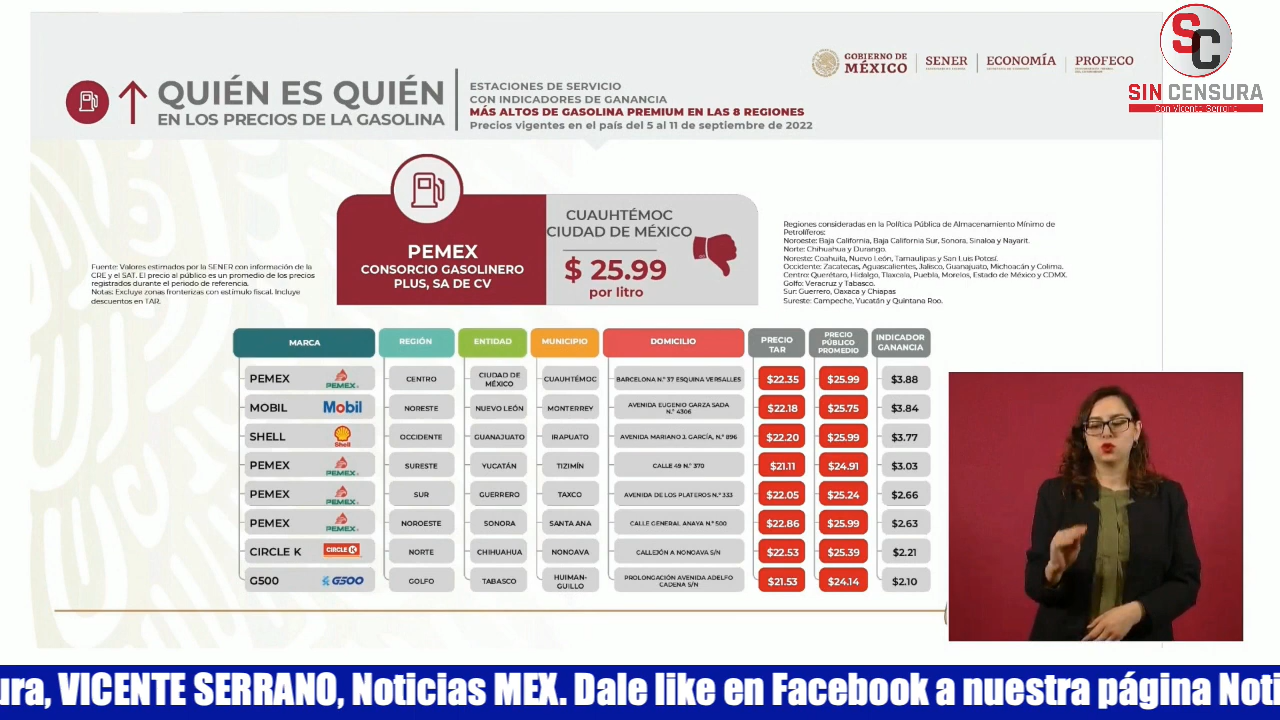 QUIÉN ES QUIÉN
EN LOS PRECIOS DE LA GASOLINA
ESTACIONES DE SERVICIO
CON INDICADORES DE GANANCIA
MÁS ALTOS DE GASOLINA PREMIUM EN LAS 8 REGIONES
Precios vigentes en el país del 5 al 11 de septiembre de 2022
GOBIERNO DE
MÉXICO
SENER
ECONOMÍA
PROFECO
SC
SIN CENSURA
Con Vicente Serrano
PEMEX
CONSORCIO GASOLINERO
PLUS, SA DE CV
CUAUHTÉMOC
CIUDAD DE MÉXICO
$ 25.99
por litro
Fuente: Valores estimados por la SENER con información de la
CRE y el SAT. El precio al público es un promedio de los precios
registrados durante el periodo de referencia.
Notas: Excluye zonas fronterizas con estímulo fiscal. Incluye
descuentos en TAR.
Regiones consideradas en la Política Pública de Almacenamiento Mínimo de
Petrolíferos:
Noroeste: Baja California, Baja California Sur, Sonora, Sinaloa y Nayarit.
Norte: Chihuahua y Durango.
Noreste: Coahuila, Nuevo León, Tamaulipas y San Luis Potosí.
Occidente: Zacatecas, Aguascalientes, Jalisco, Guanajuato, Michoacán y Colima.
Centro: Querétaro, Hidalgo, Tlaxcala, Puebla, Morelos, Estado de México y CDMX.
Golfo: Veracruz y Tabasco.
Sur: Guerrero, Oaxaca y Chiapas
Sureste: Campeche, Yucatán y Quintana Roo.
MARCA REGIÓN ENTIDAD MUNICIPIO DOMICILIO PRECIO TAR PRECIO PÚBLICO PROMEDIO INDICADOR GANANCIA
PEMEX PEMEX CENTRO CIUDAD DE MÉXICO CUAUHTÉMOC BARCELONA N.° 37 ESQUINA VERSALLES $22.35 $25.99 $3.88
MOBIL Mobil NORESTE NUEVO LEÓN MONTERREY AVENIDA EUGENIO GARZA SADA N.° 4306 $22.18 $25.75 $3.84
SHELL Shell OCCIDENTE GUANAJUATO IRAPUATO AVENIDA MARIANO J. GARCÍA, N.° 896 $22.20 $25.99 $3.77
PEMEX PEMEX SURESTE YUCATÁN TIZIMÍN CALLE 49 N.° 370 $21.11 $24.91 $3.03
PEMEX PEMEX SUR GUERRERO TAXCO AVENIDA DE LOS PLATEROS N.° 333 $22.05 $25.24 $2.66
PEMEX PEMEX NOROESTE SONORA SANTA ANA CALLE GENERAL ANAYA N.° 500 $22.86 $25.99 $2.63
CIRCLE K CIRCLE K NORTE CHIHUAHUA NONOAVA CALLEJÓN A NONOAVA S/N $22.53 $25.39 $2.21
G500 G500 GOLFO TABASCO HUIMAN-GUILLO PROLONGACIÓN AVENIDA ADELFO CADENA S/N $21.53 $24.14 $2.10
ura, VICENTE SERRANO, Noticias MEX. Dale like en Facebook a nuestra página Noti